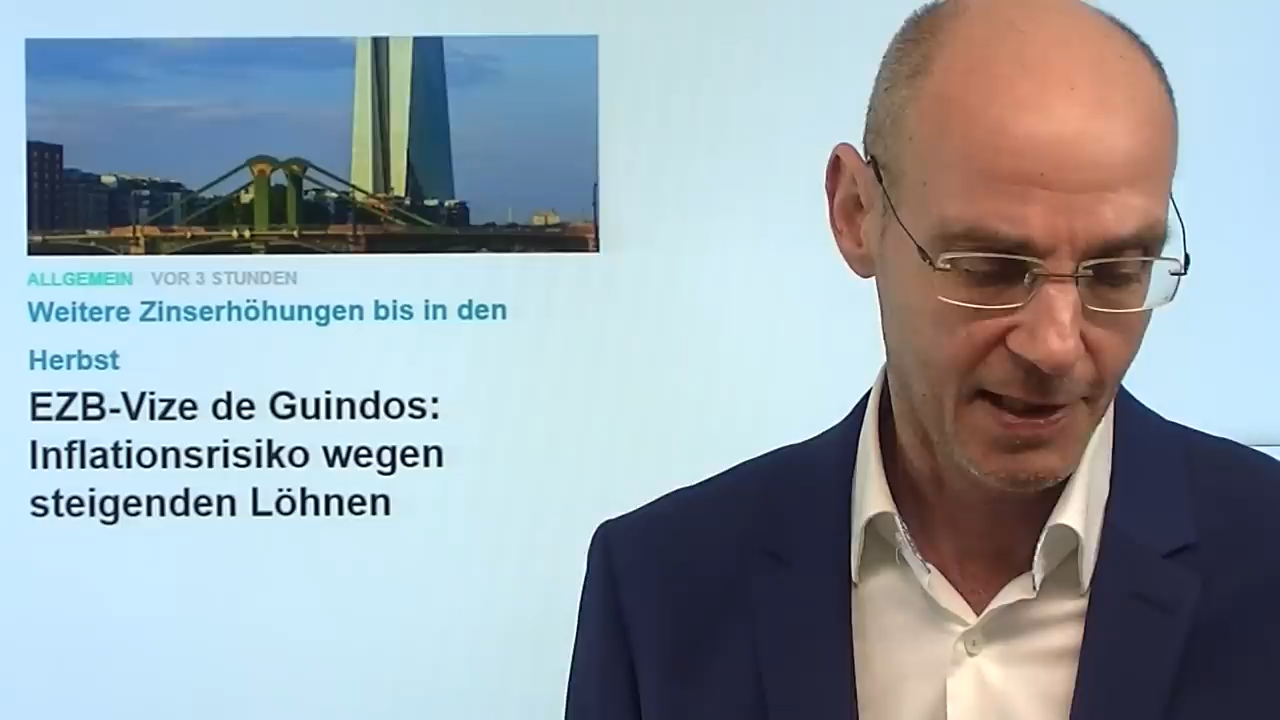 ALLGEMEIN VOR 3 STUNDEN
Weitere Zinserhöhungen bis in den
Herbst
EZB-Vize de Guindos:
Inflationsrisiko wegen
steigenden Löhnen